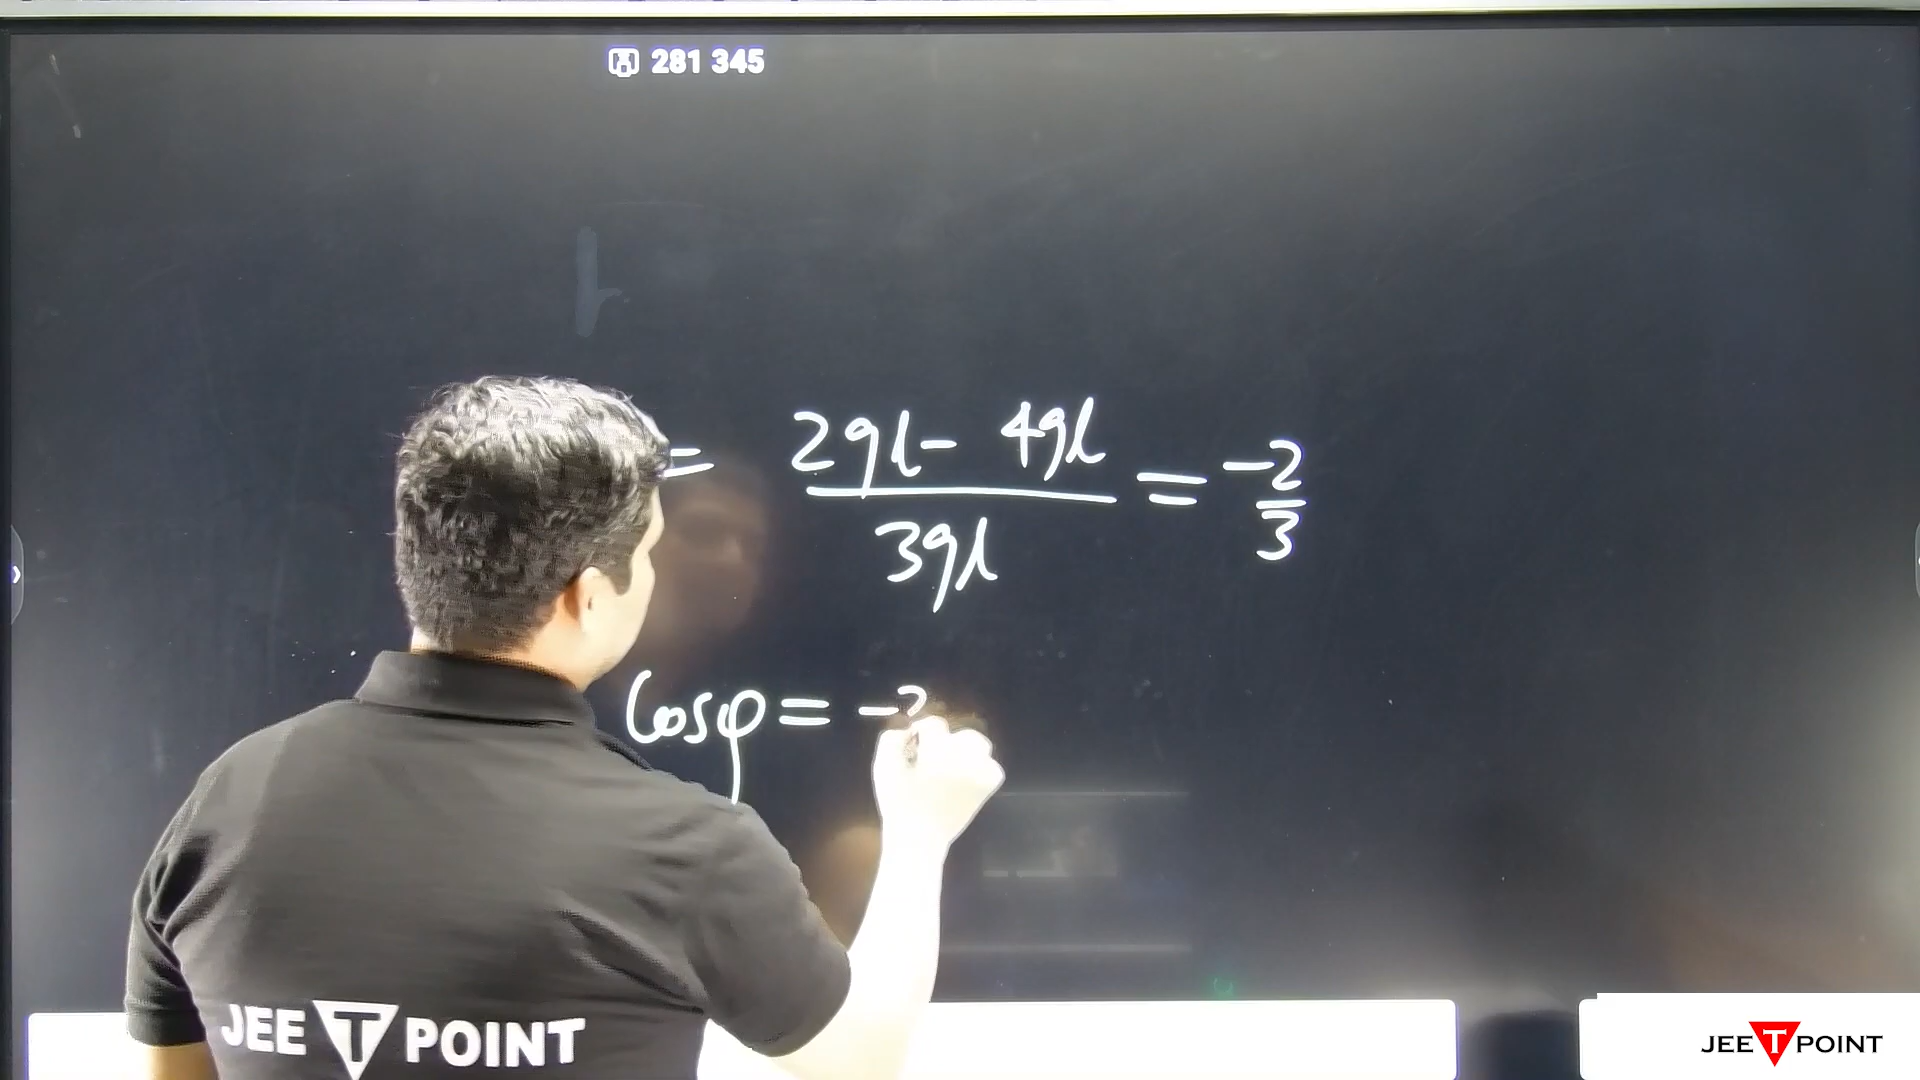 281 345
= 2gl - 4gl / 3gl = -2/3
Cosφ = -2
JEE T POINT
JEE T POINT